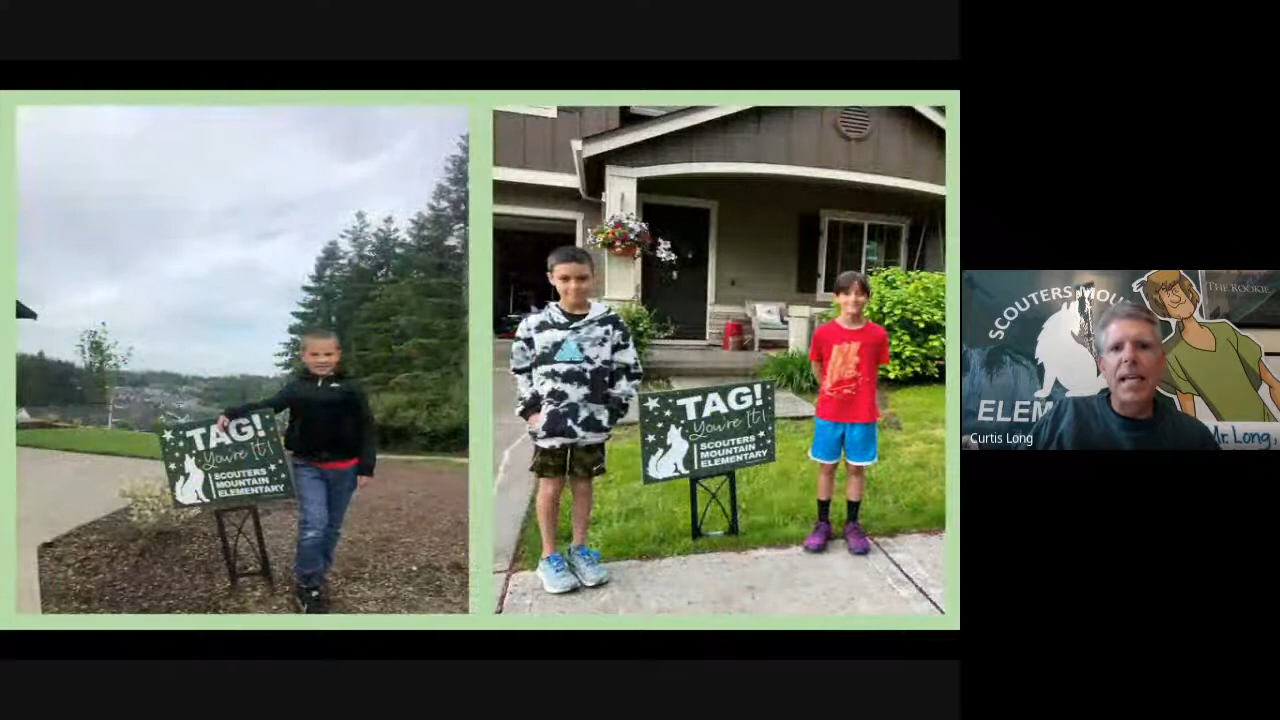 TAG!
You're It!
SCOUTERS
MOUNTAIN
ELEMENTARY
TAG!
You're It!
SCOUTERS
MOUNTAIN
ELEMENTARY
SCOUTERS MOU
ELEM
THE ROOKIE
Mr. Long,
Curtis Long